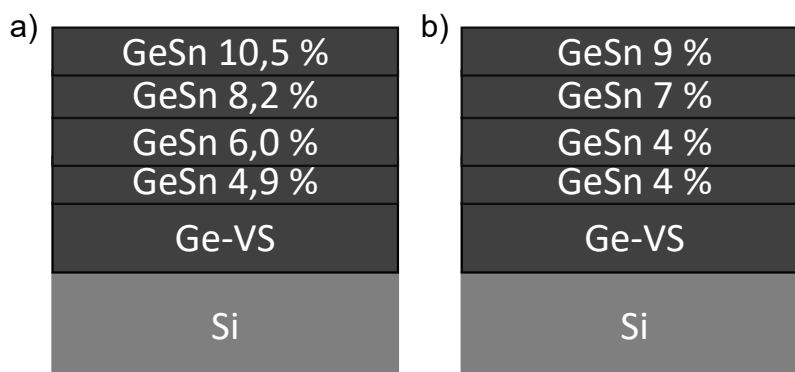 a)
GeSn 10,5 %
GeSn 8,2 %
GeSn 6,0 %
GeSn 4,9 %
Ge-VS
Si
b)
GeSn 9 %
GeSn 7 %
GeSn 4 %
GeSn 4 %
Ge-VS
Si